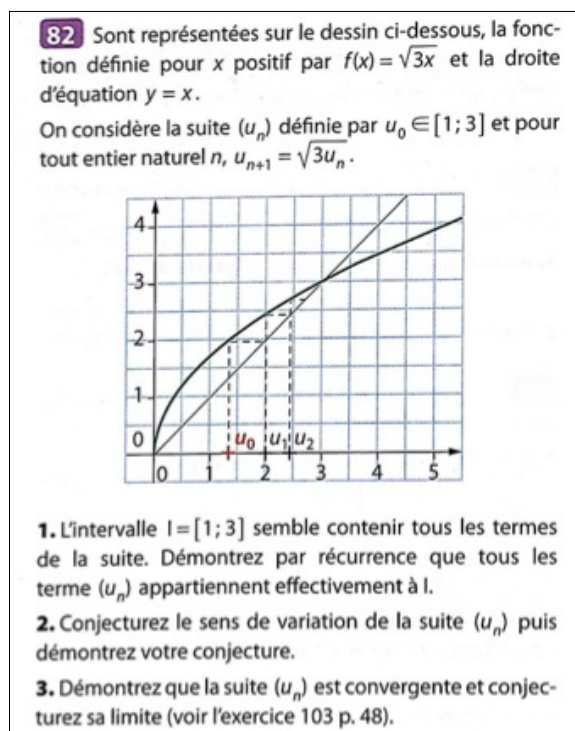 82 Sont représentées sur le dessin ci-dessous, la fonc-
tion définie pour x positif par f(x) = √3x et la droite
d'équation y = x.
On considère la suite (uₙ) définie par u₀ ∈ [1 ; 3] et pour
tout entier naturel n, uₙ₊₁ = √3uₙ.
4
3
2
1
0 u₀ u₁ u₂
0 1 2 3 4 5
1. L'intervalle I = [1 ; 3] semble contenir tous les termes
de la suite. Démontrez par récurrence que tous les
terme (uₙ) appartiennent effectivement à I.
2. Conjecturez le sens de variation de la suite (uₙ) puis
démontrez votre conjecture.
3. Démontrez que la suite (uₙ) est convergente et conjec-
turez sa limite (voir l'exercice 103 p. 48).